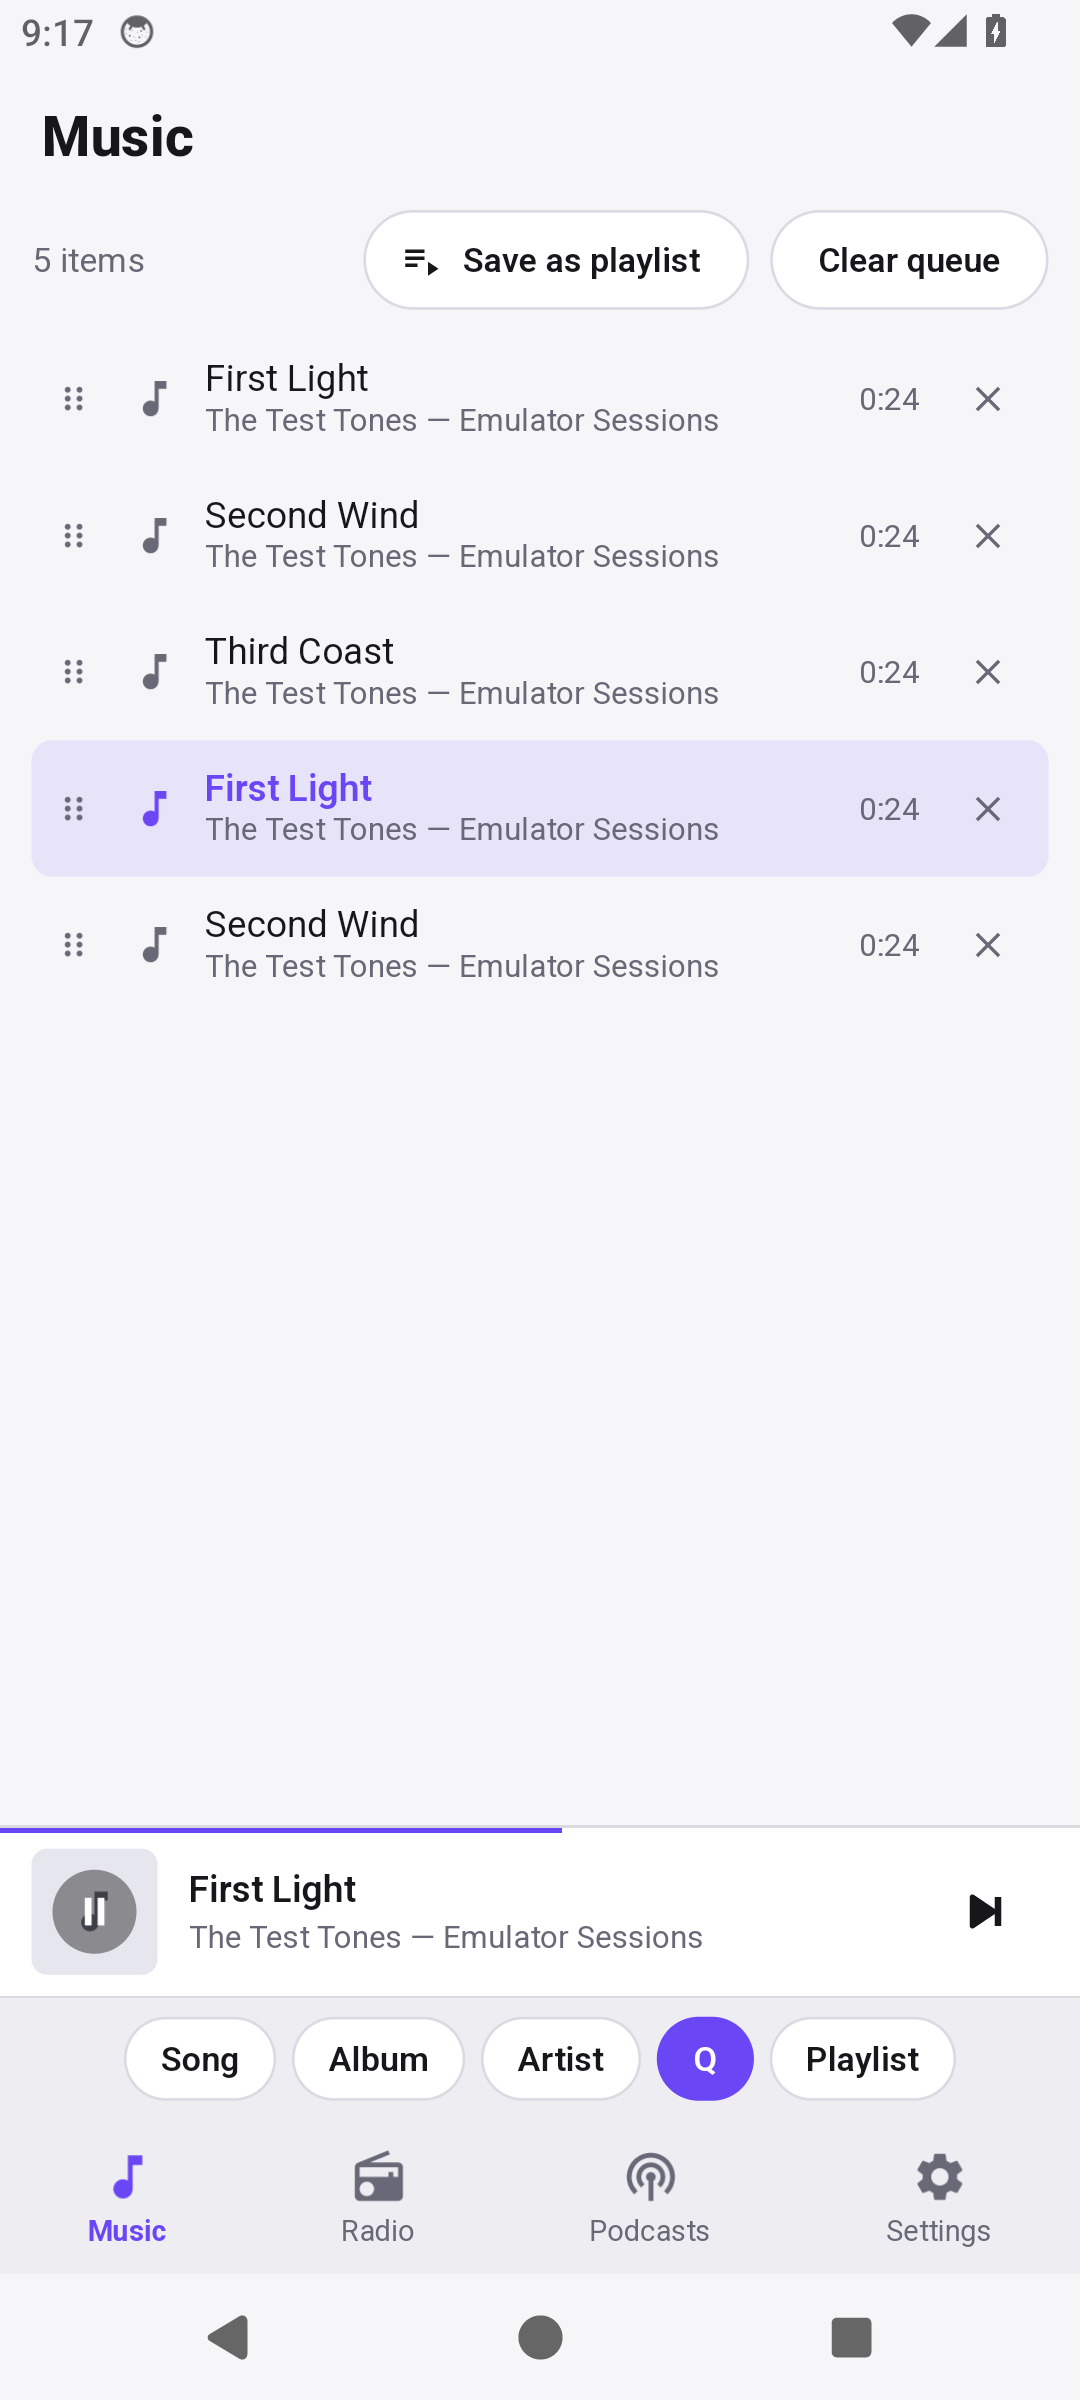 9:17
Music
5 items
Save as playlist
Clear queue
First Light
The Test Tones — Emulator Sessions
0:24
Second Wind
The Test Tones — Emulator Sessions
0:24
Third Coast
The Test Tones — Emulator Sessions
0:24
First Light
The Test Tones — Emulator Sessions
0:24
Second Wind
The Test Tones — Emulator Sessions
0:24
First Light
The Test Tones — Emulator Sessions
Song
Album
Artist
Q
Playlist
Music
Radio
Podcasts
Settings